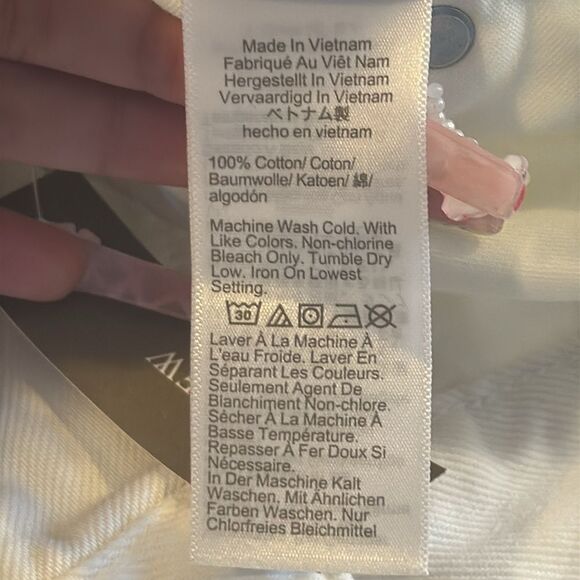 Made In Vietnam
Fabriqué Au Viêt Nam
Hergestellt In Vietnam
Vervaardigd In Vietnam
ベトナム製
hecho en vietnam
100% Cotton/ Coton/
Baumwolle/ Katoen/ 綿/
algodón
Machine Wash Cold. With
Like Colors. Non-chlorine
Bleach Only. Tumble Dry
Low. Iron On Lowest
Setting.
30
Laver À La Machine À
L'eau Froide. Laver En
Séparant Les Couleurs.
Seulement Agent De
Blanchiment Non-chlore.
Sécher À La Machine À
Basse Température.
Repasser À Fer Doux Si
Nécessaire.
In Der Maschine Kalt
Waschen. Mit Ähnlichen
Farben Waschen. Nur
Chlorfreies Bleichmittel